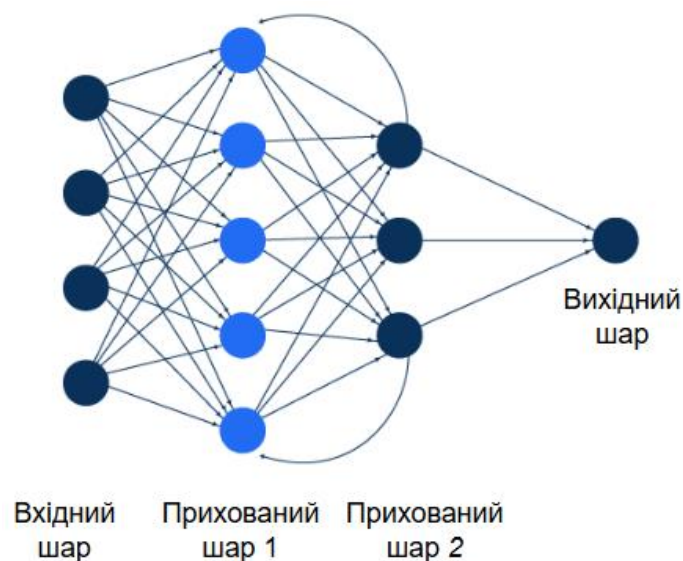 Вихідний
шар
Вхідний
шар
Прихований
шар 1
Прихований
шар 2